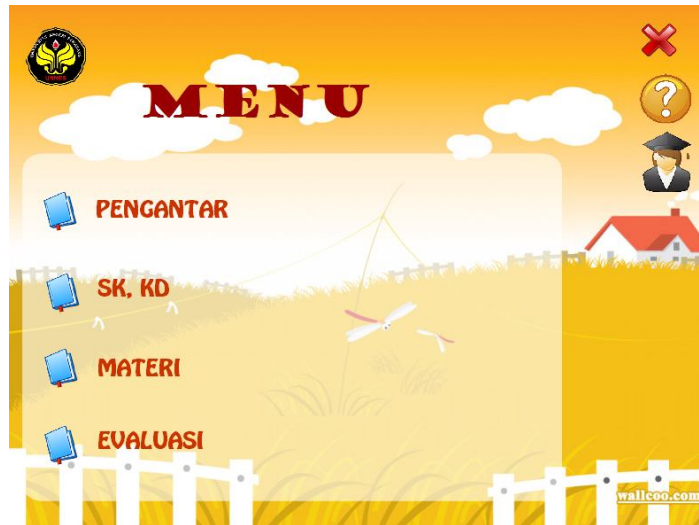 MENU
PENGANTAR
SK, KD
MATERI
EVALUASI
wallcoo.com